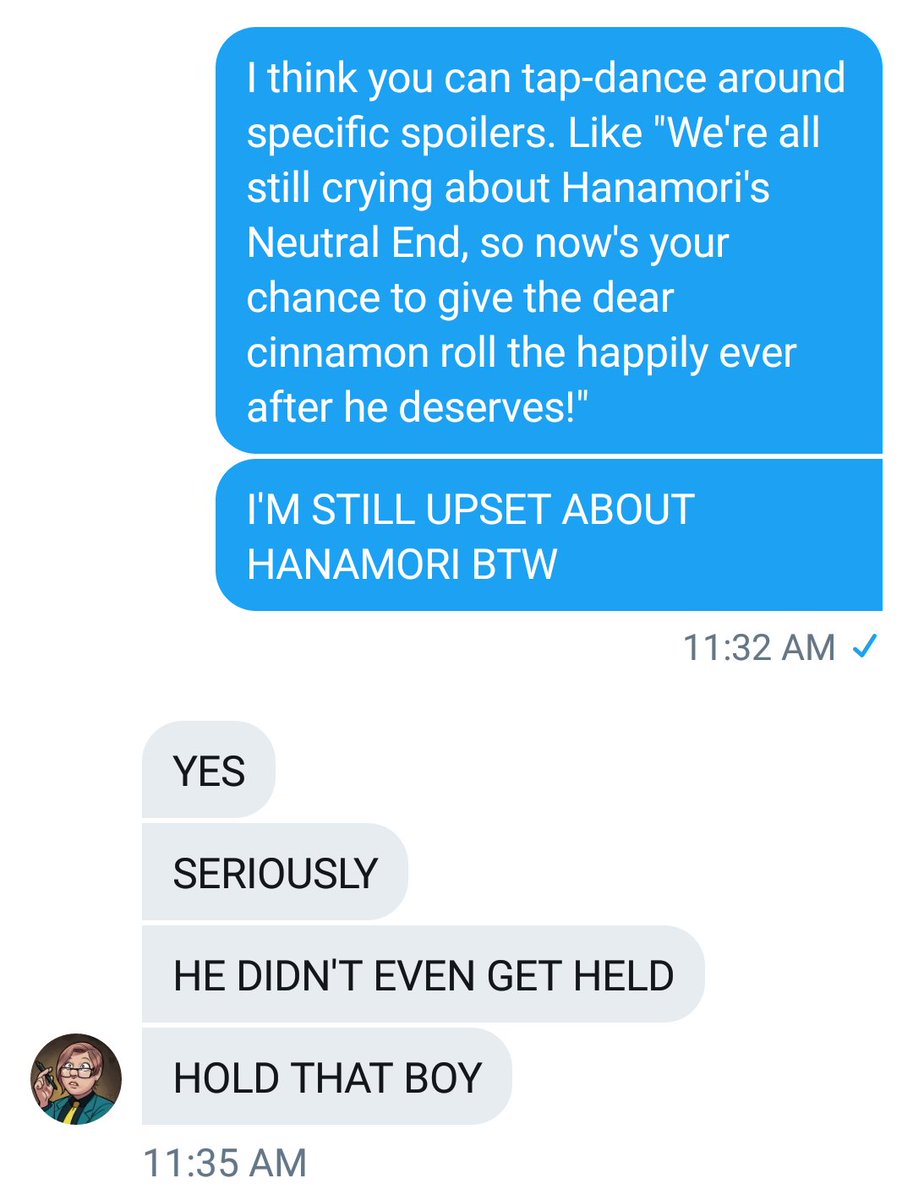 I think you can tap-dance around
specific spoilers. Like "We're all
still crying about Hanamori's
Neutral End, so now's your
chance to give the dear
cinnamon roll the happily ever
after he deserves!"
I'M STILL UPSET ABOUT
HANAMORI BTW
11:32 AM ✓
YES
SERIOUSLY
HE DIDN'T EVEN GET HELD
HOLD THAT BOY
11:35 AM